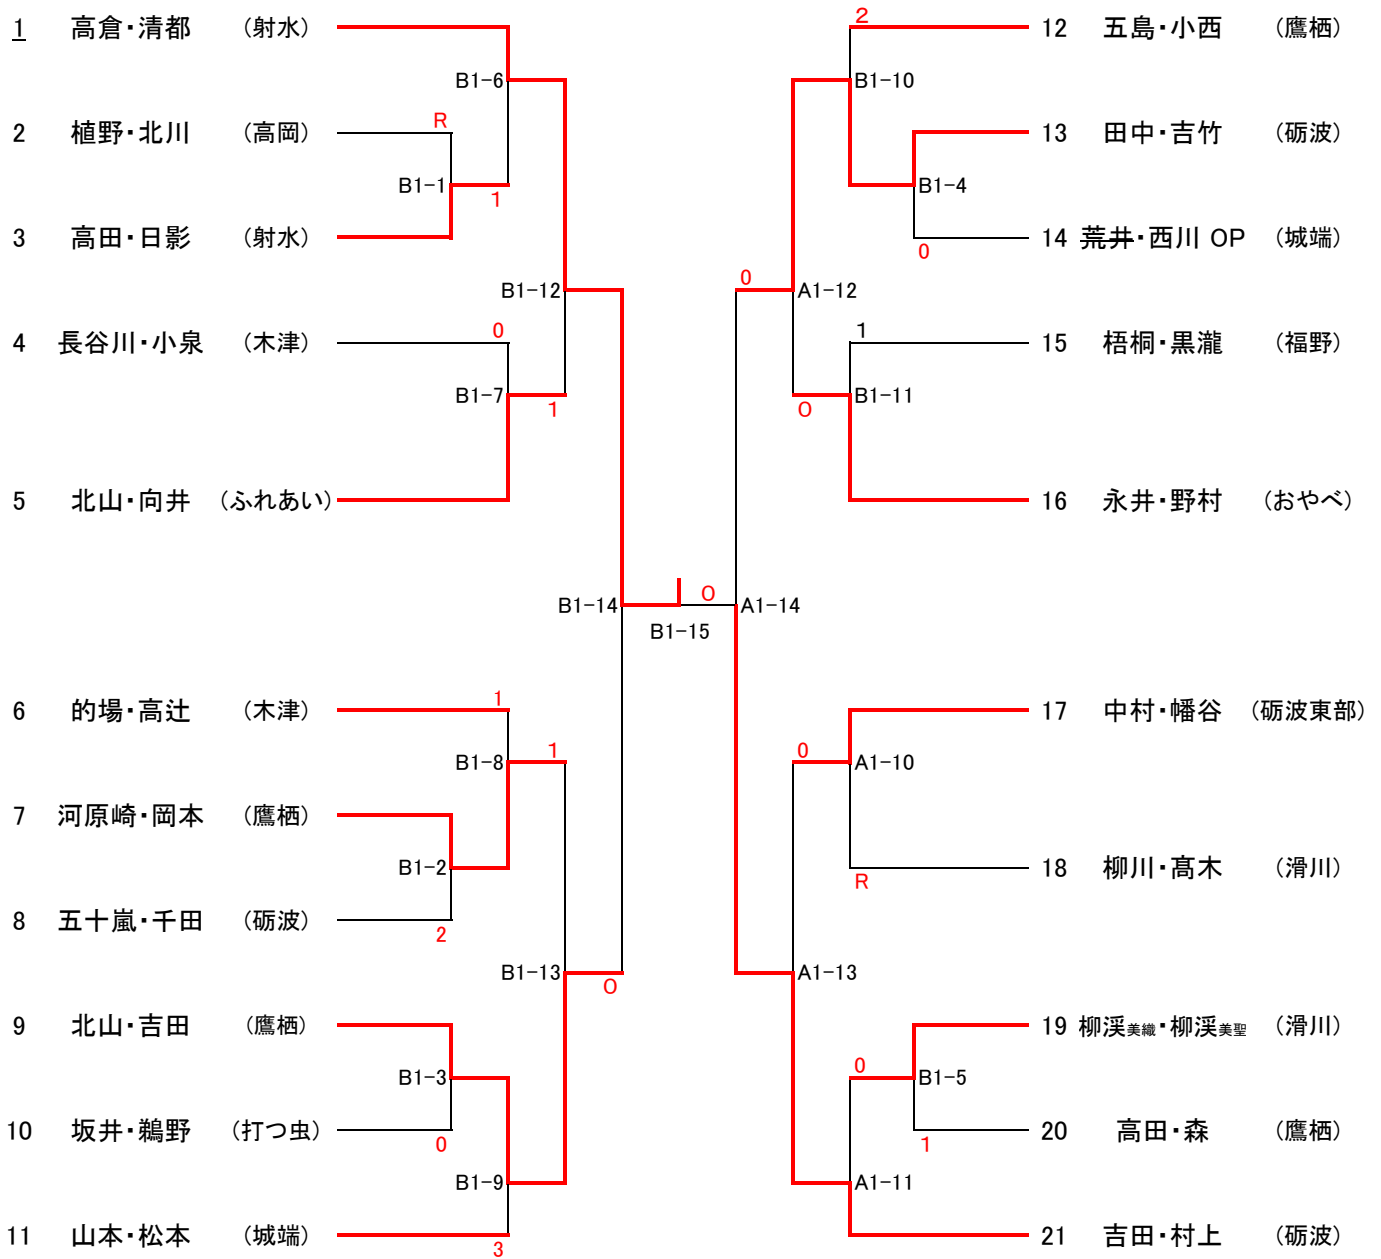 1 高倉・清都 (射水)
B1-6
R
2 植野・北川 (高岡)
B1-1
1
3 高田・日影 (射水)
B1-12
0
4 長谷川・小泉 (木津)
B1-7
1
5 北山・向井 (ふれあい)
B1-14
B1-15
0
1
6 的場・高辻 (木津)
1
B1-8
7 河原崎・岡本 (鷹栖)
B1-2
8 五十嵐・千田 (砺波)
2
B1-13
0
9 北山・吉田 (鷹栖)
B1-3
10 坂井・鵜野 (打つ虫)
0
B1-9
11 山本・松本 (城端)
3
2
12 五島・小西 (鷹栖)
B1-10
13 田中・吉竹 (砺波)
B1-4
14 荒井・西川 OP (城端)
0
0
A1-12
1
15 梧桐・黒瀧 (福野)
B1-11
0
16 永井・野村 (おやべ)
A1-14
17 中村・幡谷 (砺波東部)
0
A1-10
18 柳川・髙木 (滑川)
R
A1-13
19 柳渓美織・柳渓美聖 (滑川)
0
B1-5
20 高田・森 (鷹栖)
1
A1-11
21 吉田・村上 (砺波)